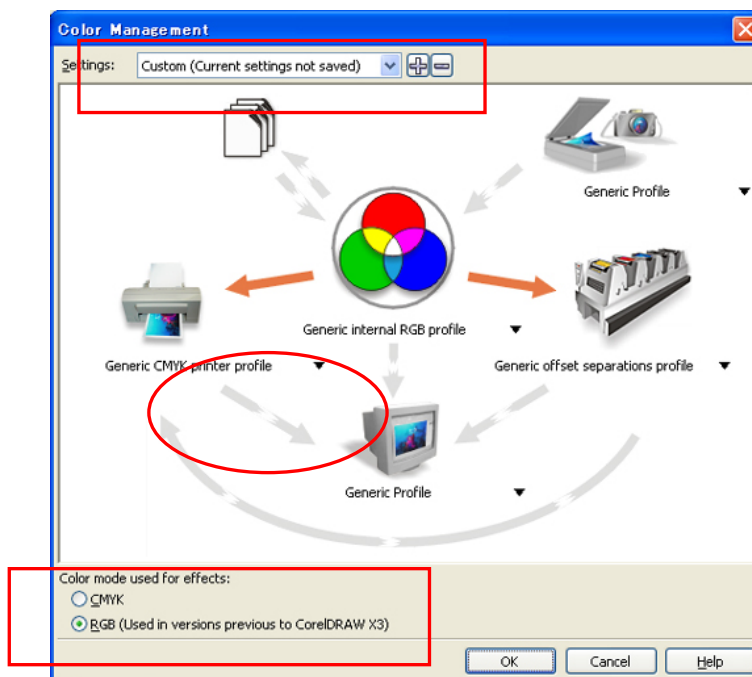 Color Management
Settings: Custom (Current settings not saved)
Generic Profile
Generic internal RGB profile
Generic CMYK printer profile
Generic offset separations profile
Generic Profile
Color mode used for effects:
CMYK
RGB (Used in versions previous to CorelDRAW X3)
OK Cancel Help